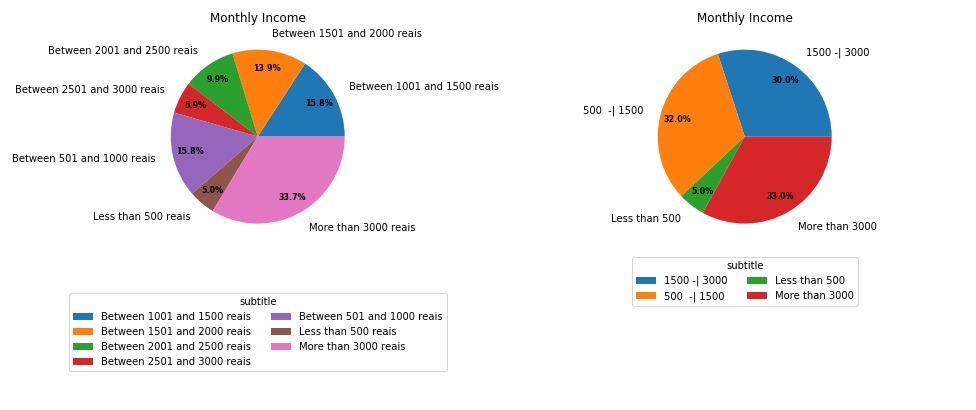 Monthly Income
Between 1501 and 2000 reais
Between 2001 and 2500 reais
13.9%
9.9%
Between 1001 and 1500 reais
Between 2501 and 3000 reais
15.8%
5.9%
15.8%
Between 501 and 1000 reais
5.0%
33.7%
Less than 500 reais
More than 3000 reais
subtitle
Between 1001 and 1500 reais
Between 1501 and 2000 reais
Between 2001 and 2500 reais
Between 2501 and 3000 reais
Between 501 and 1000 reais
Less than 500 reais
More than 3000 reais
Monthly Income
1500 -| 3000
30.0%
500 -| 1500
32.0%
5.0%
33.0%
Less than 500
More than 3000
subtitle
1500 -| 3000
500 -| 1500
Less than 500
More than 3000